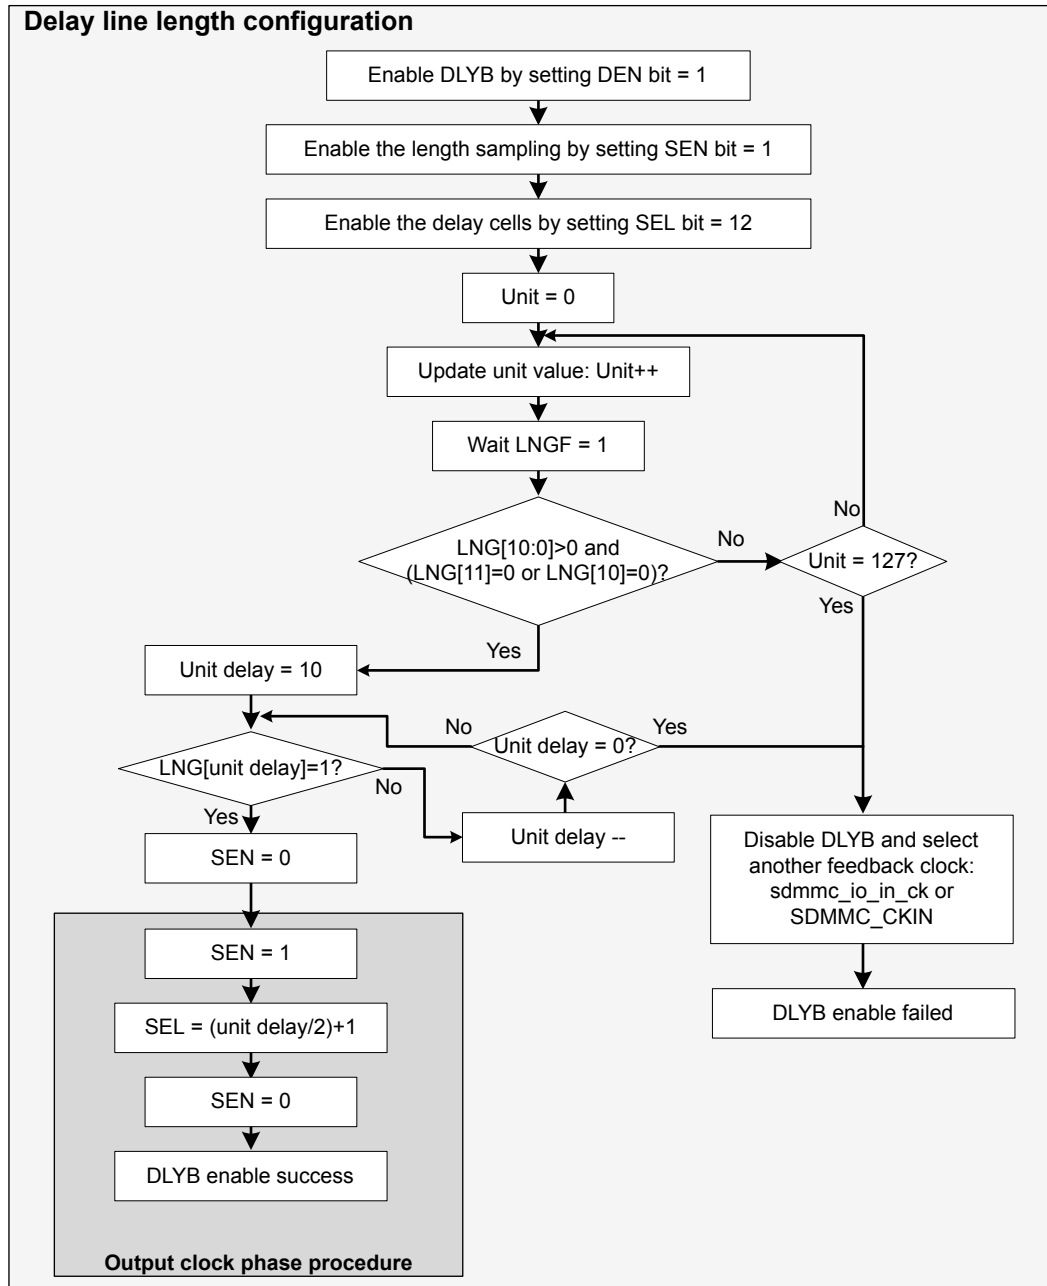 Delay line length configuration
Enable DLYB by setting DEN bit = 1
Enable the length sampling by setting SEN bit = 1
Enable the delay cells by setting SEL bit = 12
Unit = 0
Update unit value: Unit++
Wait LNGF = 1
No
LNG[10:0]>0 and
(LNG[11]=0 or LNG[10]=0)?
No
Unit = 127?
Yes
Yes
Unit delay = 10
No
Unit delay = 0?
Yes
LNG[unit delay]=1?
No
Yes
Unit delay --
SEN = 0
Disable DLYB and select
another feedback clock:
sdmmc_io_in_ck or
SDMMC_CKIN
SEN = 1
DLYB enable failed
SEL = (unit delay/2)+1
SEN = 0
DLYB enable success
Output clock phase procedure